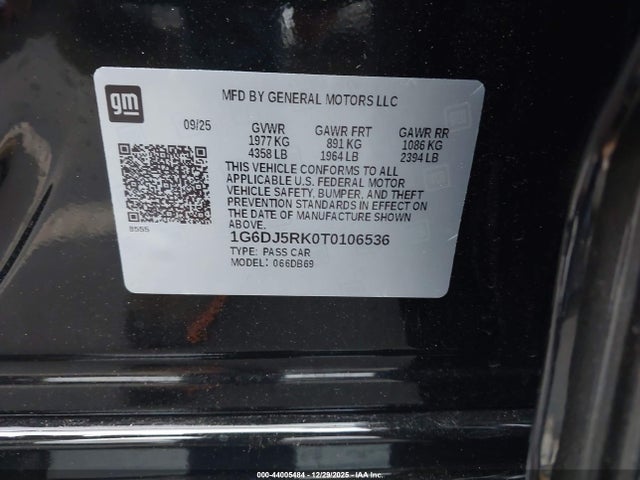 gm
MFD BY GENERAL MOTORS LLC
09/25 GVWR GAWR FRT GAWR RR
1977 KG 891 KG 1086 KG
4358 LB 1964 LB 2394 LB
THIS VEHICLE CONFORMS TO ALL
APPLICABLE U.S. FEDERAL MOTOR
VEHICLE SAFETY, BUMPER, AND THEFT
PREVENTION STANDARDS IN EFFECT ON
THE DATE OF MANUFACTURE SHOWN
ABOVE.
1G6DJ5RK0T0106536
TYPE: PASS CAR
MODEL: 066DB69
000-44005484 - 12/29/2025 - IAA Inc.